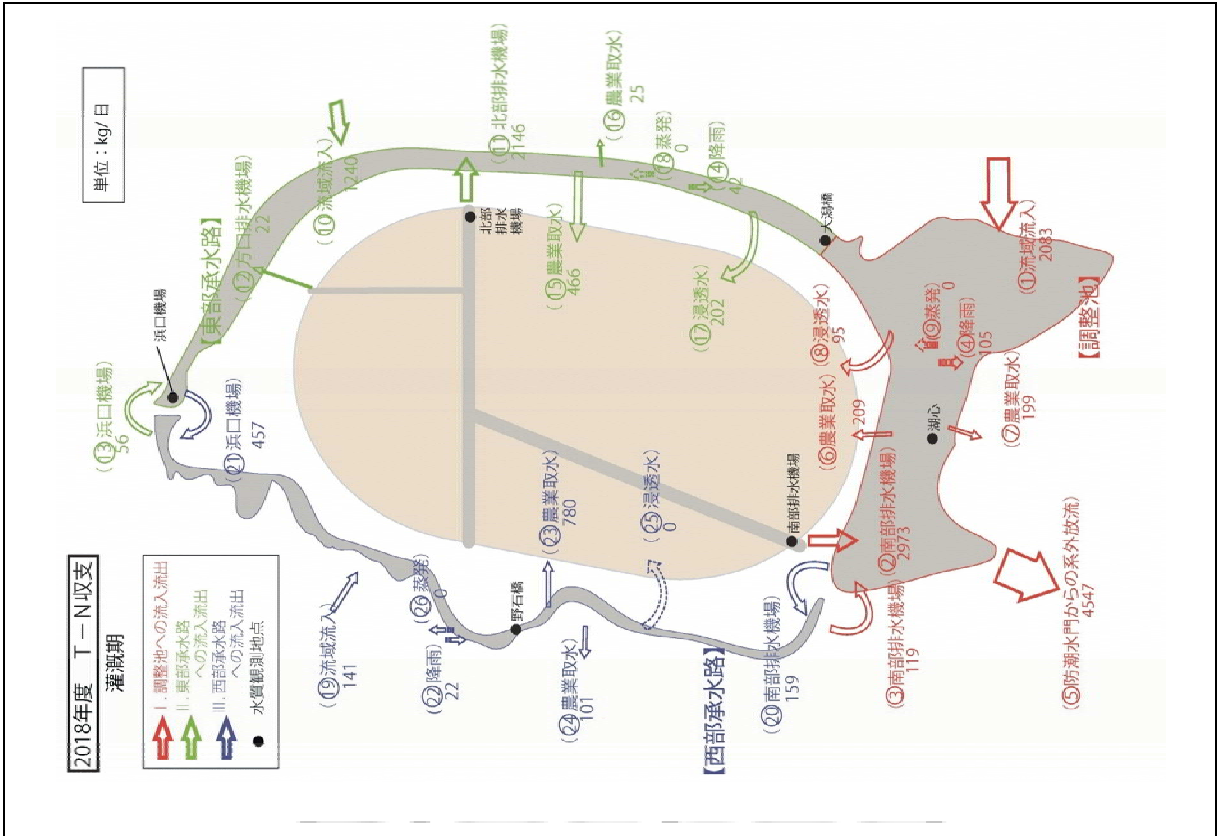 2018年度 T－N収支
灌漑期
単位：kg/日
Ⅰ．調整池への流入流出
Ⅱ．東部承水路
への流入流出
Ⅲ．西部承水路
への流入流出
水質観測地点
（⑬浜口機場）
56
浜口機場
（㉑浜口機場）
457
【東部承水路】
（⑫方口排水機場）
22
（⑩流域流入）
1240
（⑪北部排水機場）
2146
北部
排水
機場
（⑮農業取水）
466
（⑯農業取水）
25
（⑱蒸発）
0
（⑭降雨）
42
（⑰浸透水）
202
大潟橋
（⑲流域流入）
141
（㉖蒸発）
0
（㉒降雨）
22
野石橋
（㉓農業取水）
780
（㉔農業取水）
101
（㉕浸透水）
0
【西部承水路】
（⑳南部排水機場）
159
南部排水機場
（⑧浸透水）
95
（⑥農業取水）209
（②南部排水機場）
2973
（③南部排水機場）
119
湖心
（⑨蒸発）
0
（④降雨）
105
（⑦農業取水）
199
（①流域流入）
2083
【調整池】
（⑤防潮水門からの系外放流）
4547